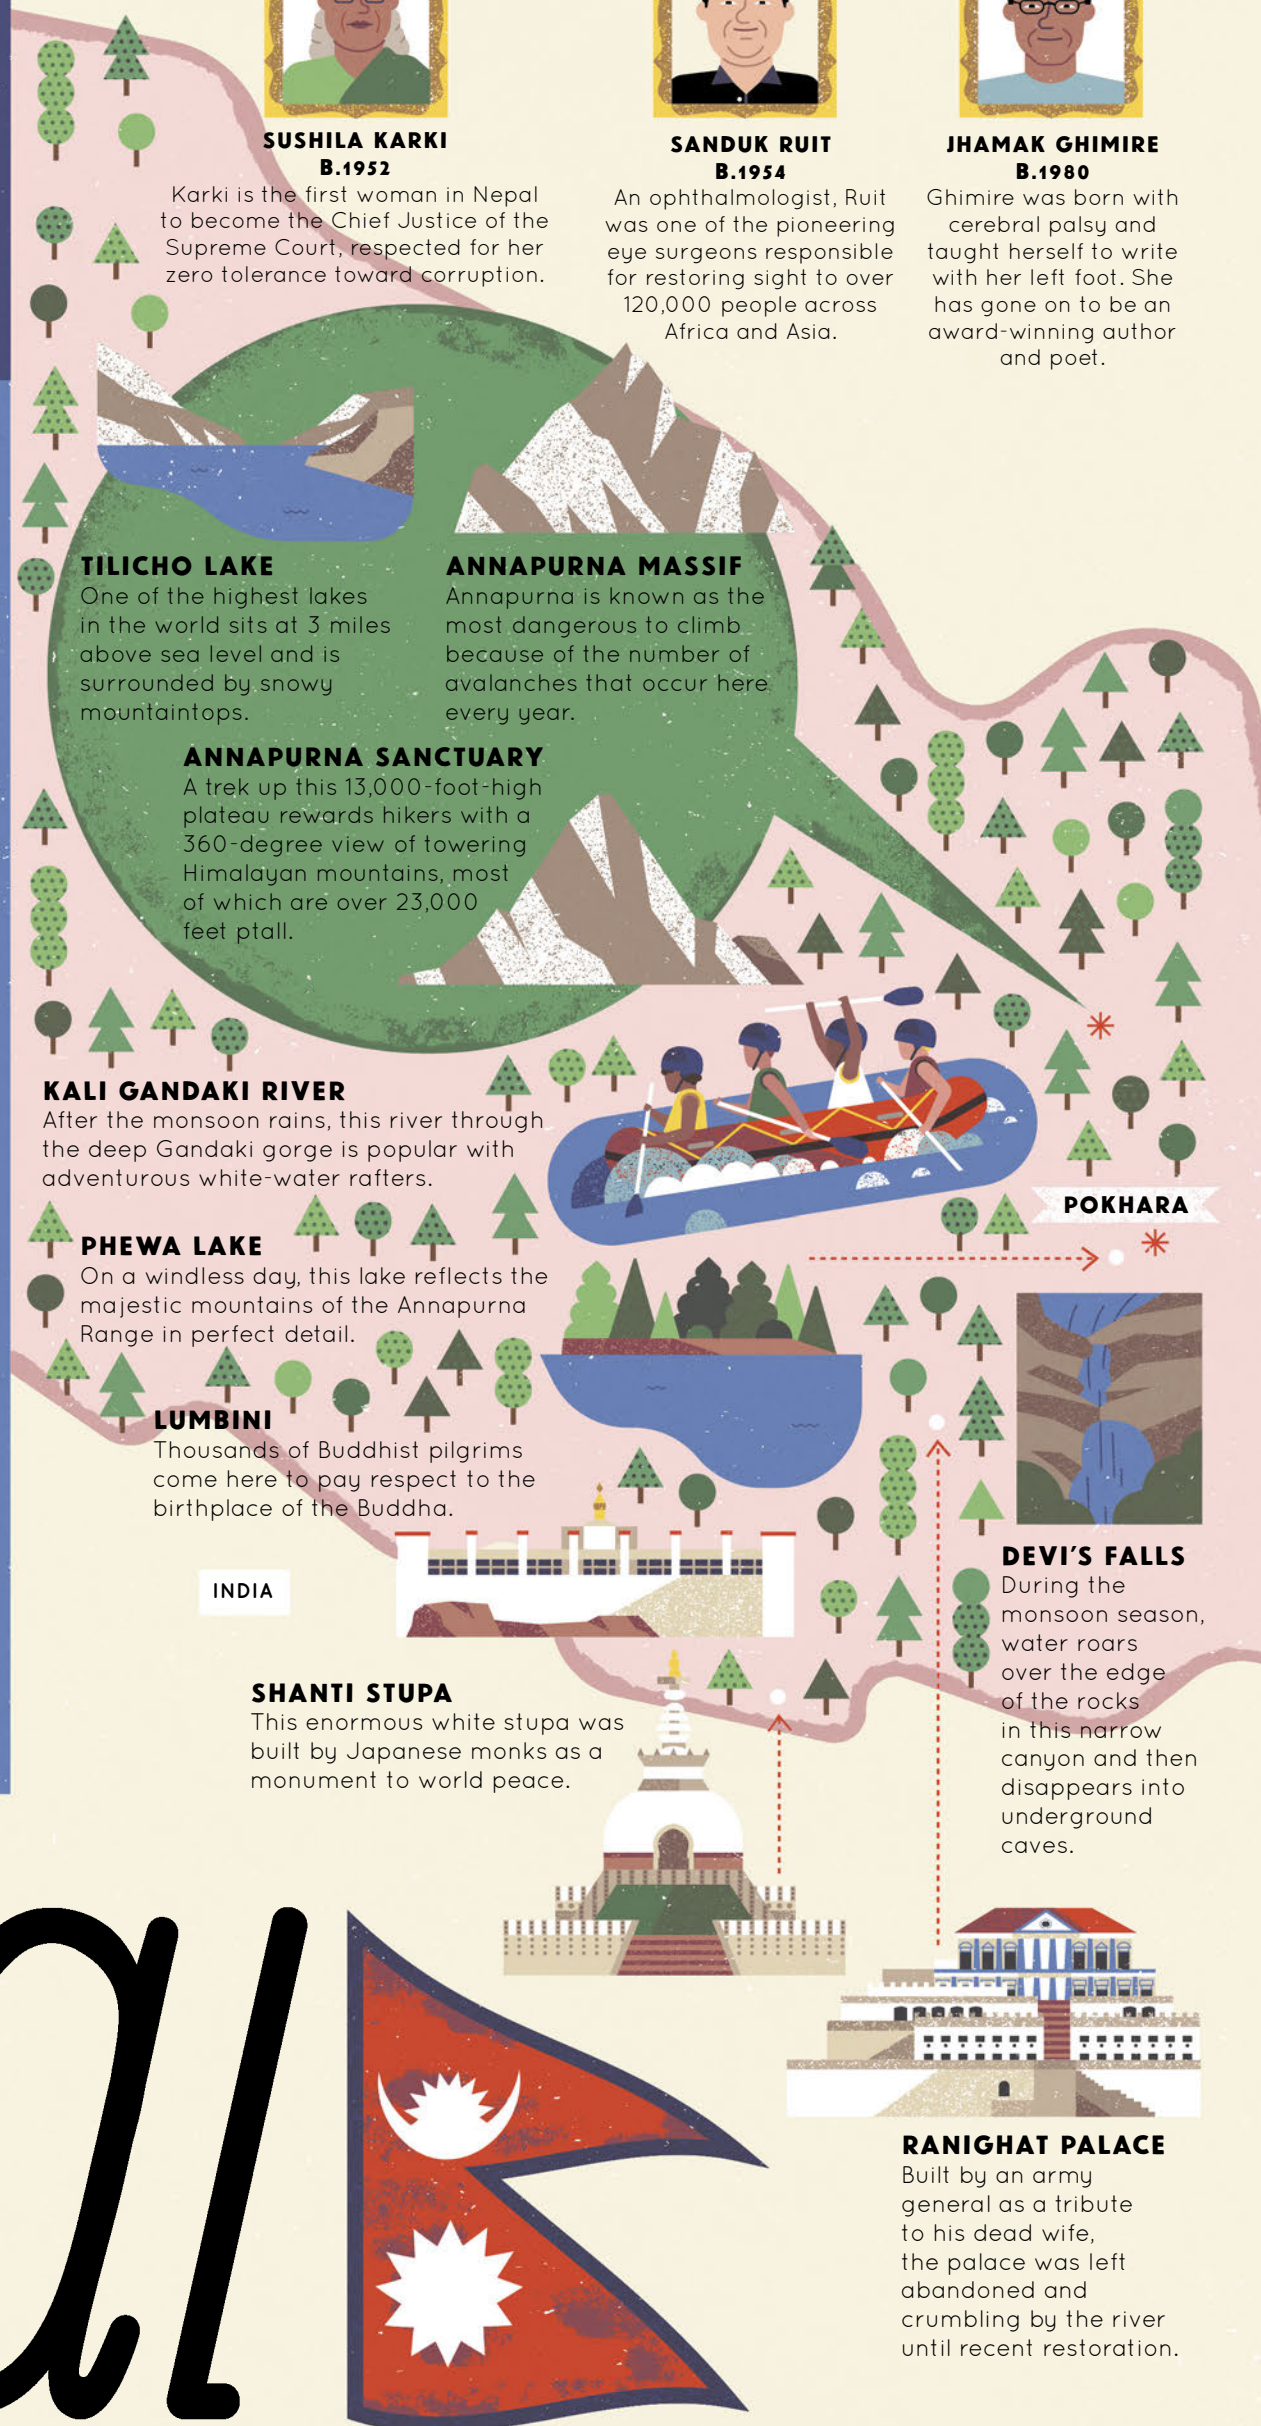 SUSHILA KARKI
B.1952
Karki is the first woman in Nepal
to become the Chief Justice of the
Supreme Court, respected for her
zero tolerance toward corruption.
SANDUK RUIT
B.1954
An ophthalmologist, Ruit
was one of the pioneering
eye surgeons responsible
for restoring sight to over
120,000 people across
Africa and Asia.
JHAMAK GHIMIRE
B.1980
Ghimire was born with
cerebral palsy and
taught herself to write
with her left foot. She
has gone on to be an
award-winning author
and poet.
TILICHO LAKE
One of the highest lakes
in the world sits at 3 miles
above sea level and is
surrounded by snowy
mountaintops.
ANNAPURNA MASSIF
Annapurna is known as the
most dangerous to climb
because of the number of
avalanches that occur here
every year.
ANNAPURNA SANCTUARY
A trek up this 13,000-foot-high
plateau rewards hikers with a
360-degree view of towering
Himalayan mountains, most
of which are over 23,000
feet ptall.
KALI GANDAKI RIVER
After the monsoon rains, this river through
the deep Gandaki gorge is popular with
adventurous white-water rafters.
POKHARA
PHEWA LAKE
On a windless day, this lake reflects the
majestic mountains of the Annapurna
Range in perfect detail.
LUMBINI
Thousands of Buddhist pilgrims
come here to pay respect to the
birthplace of the Buddha.
INDIA
DEVI'S FALLS
During the
monsoon season,
water roars
over the edge
of the rocks
in this narrow
canyon and then
disappears into
underground
caves.
SHANTI STUPA
This enormous white stupa was
built by Japanese monks as a
monument to world peace.
al
RANIGHAT PALACE
Built by an army
general as a tribute
to his dead wife,
the palace was left
abandoned and
crumbling by the river
until recent restoration.